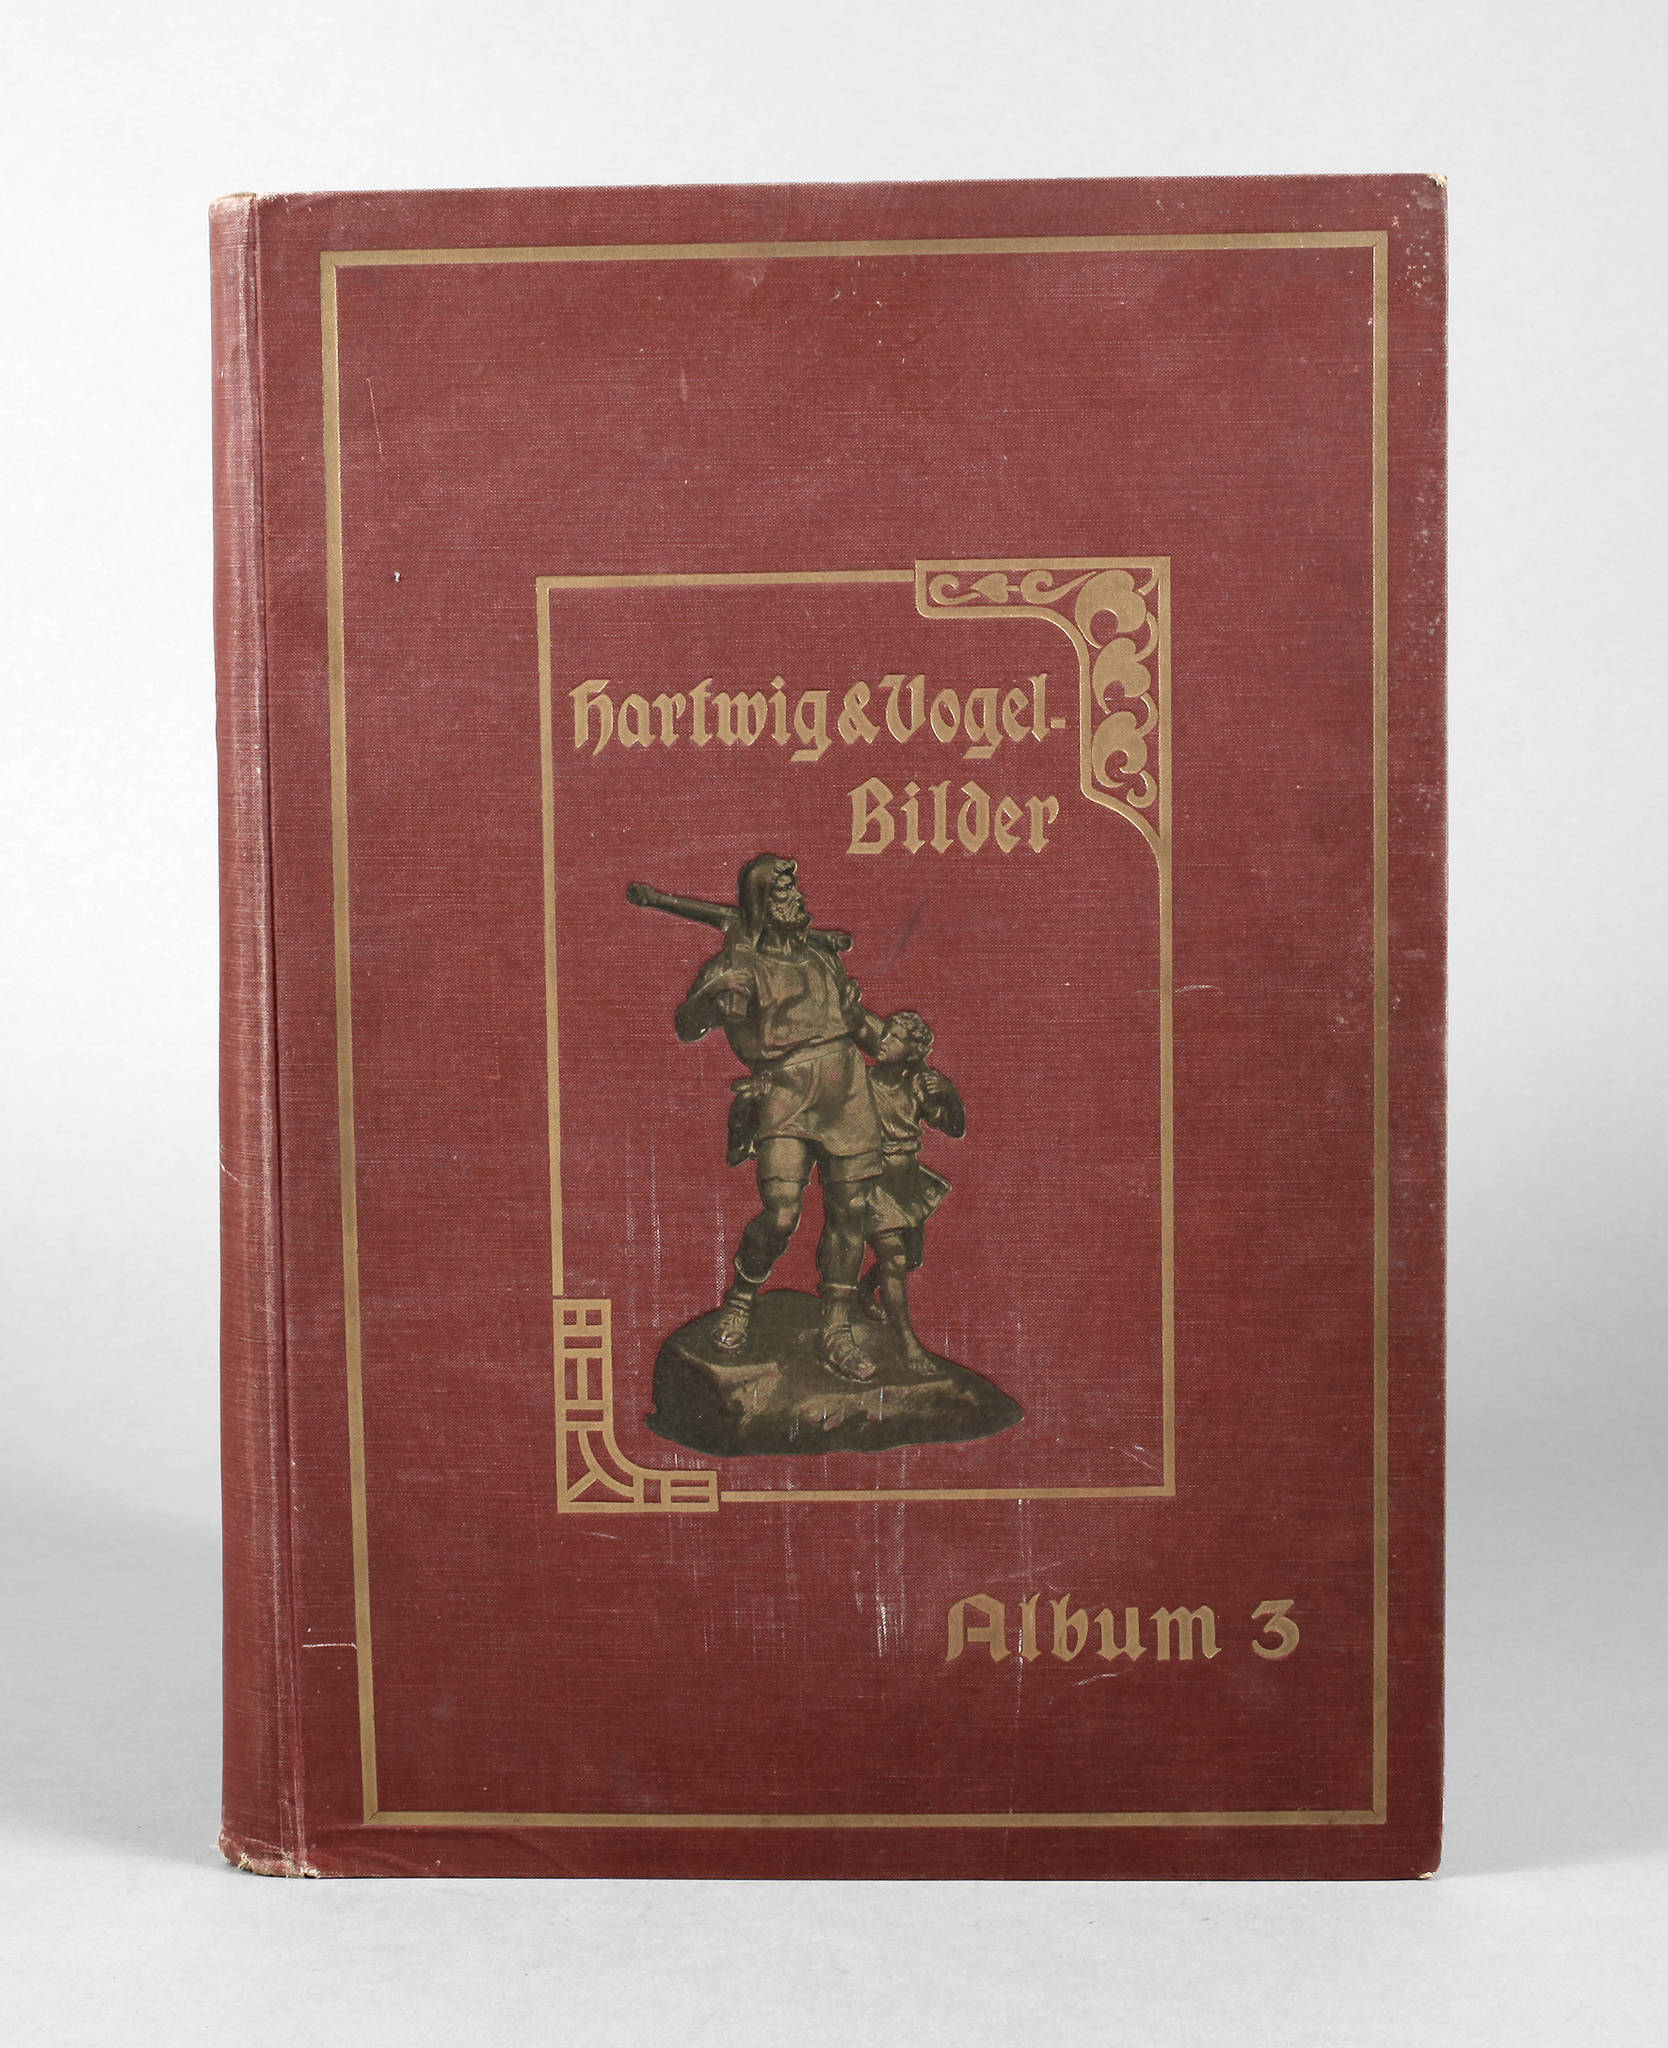 Hartwig & Vogel-
Bilder
Album 3